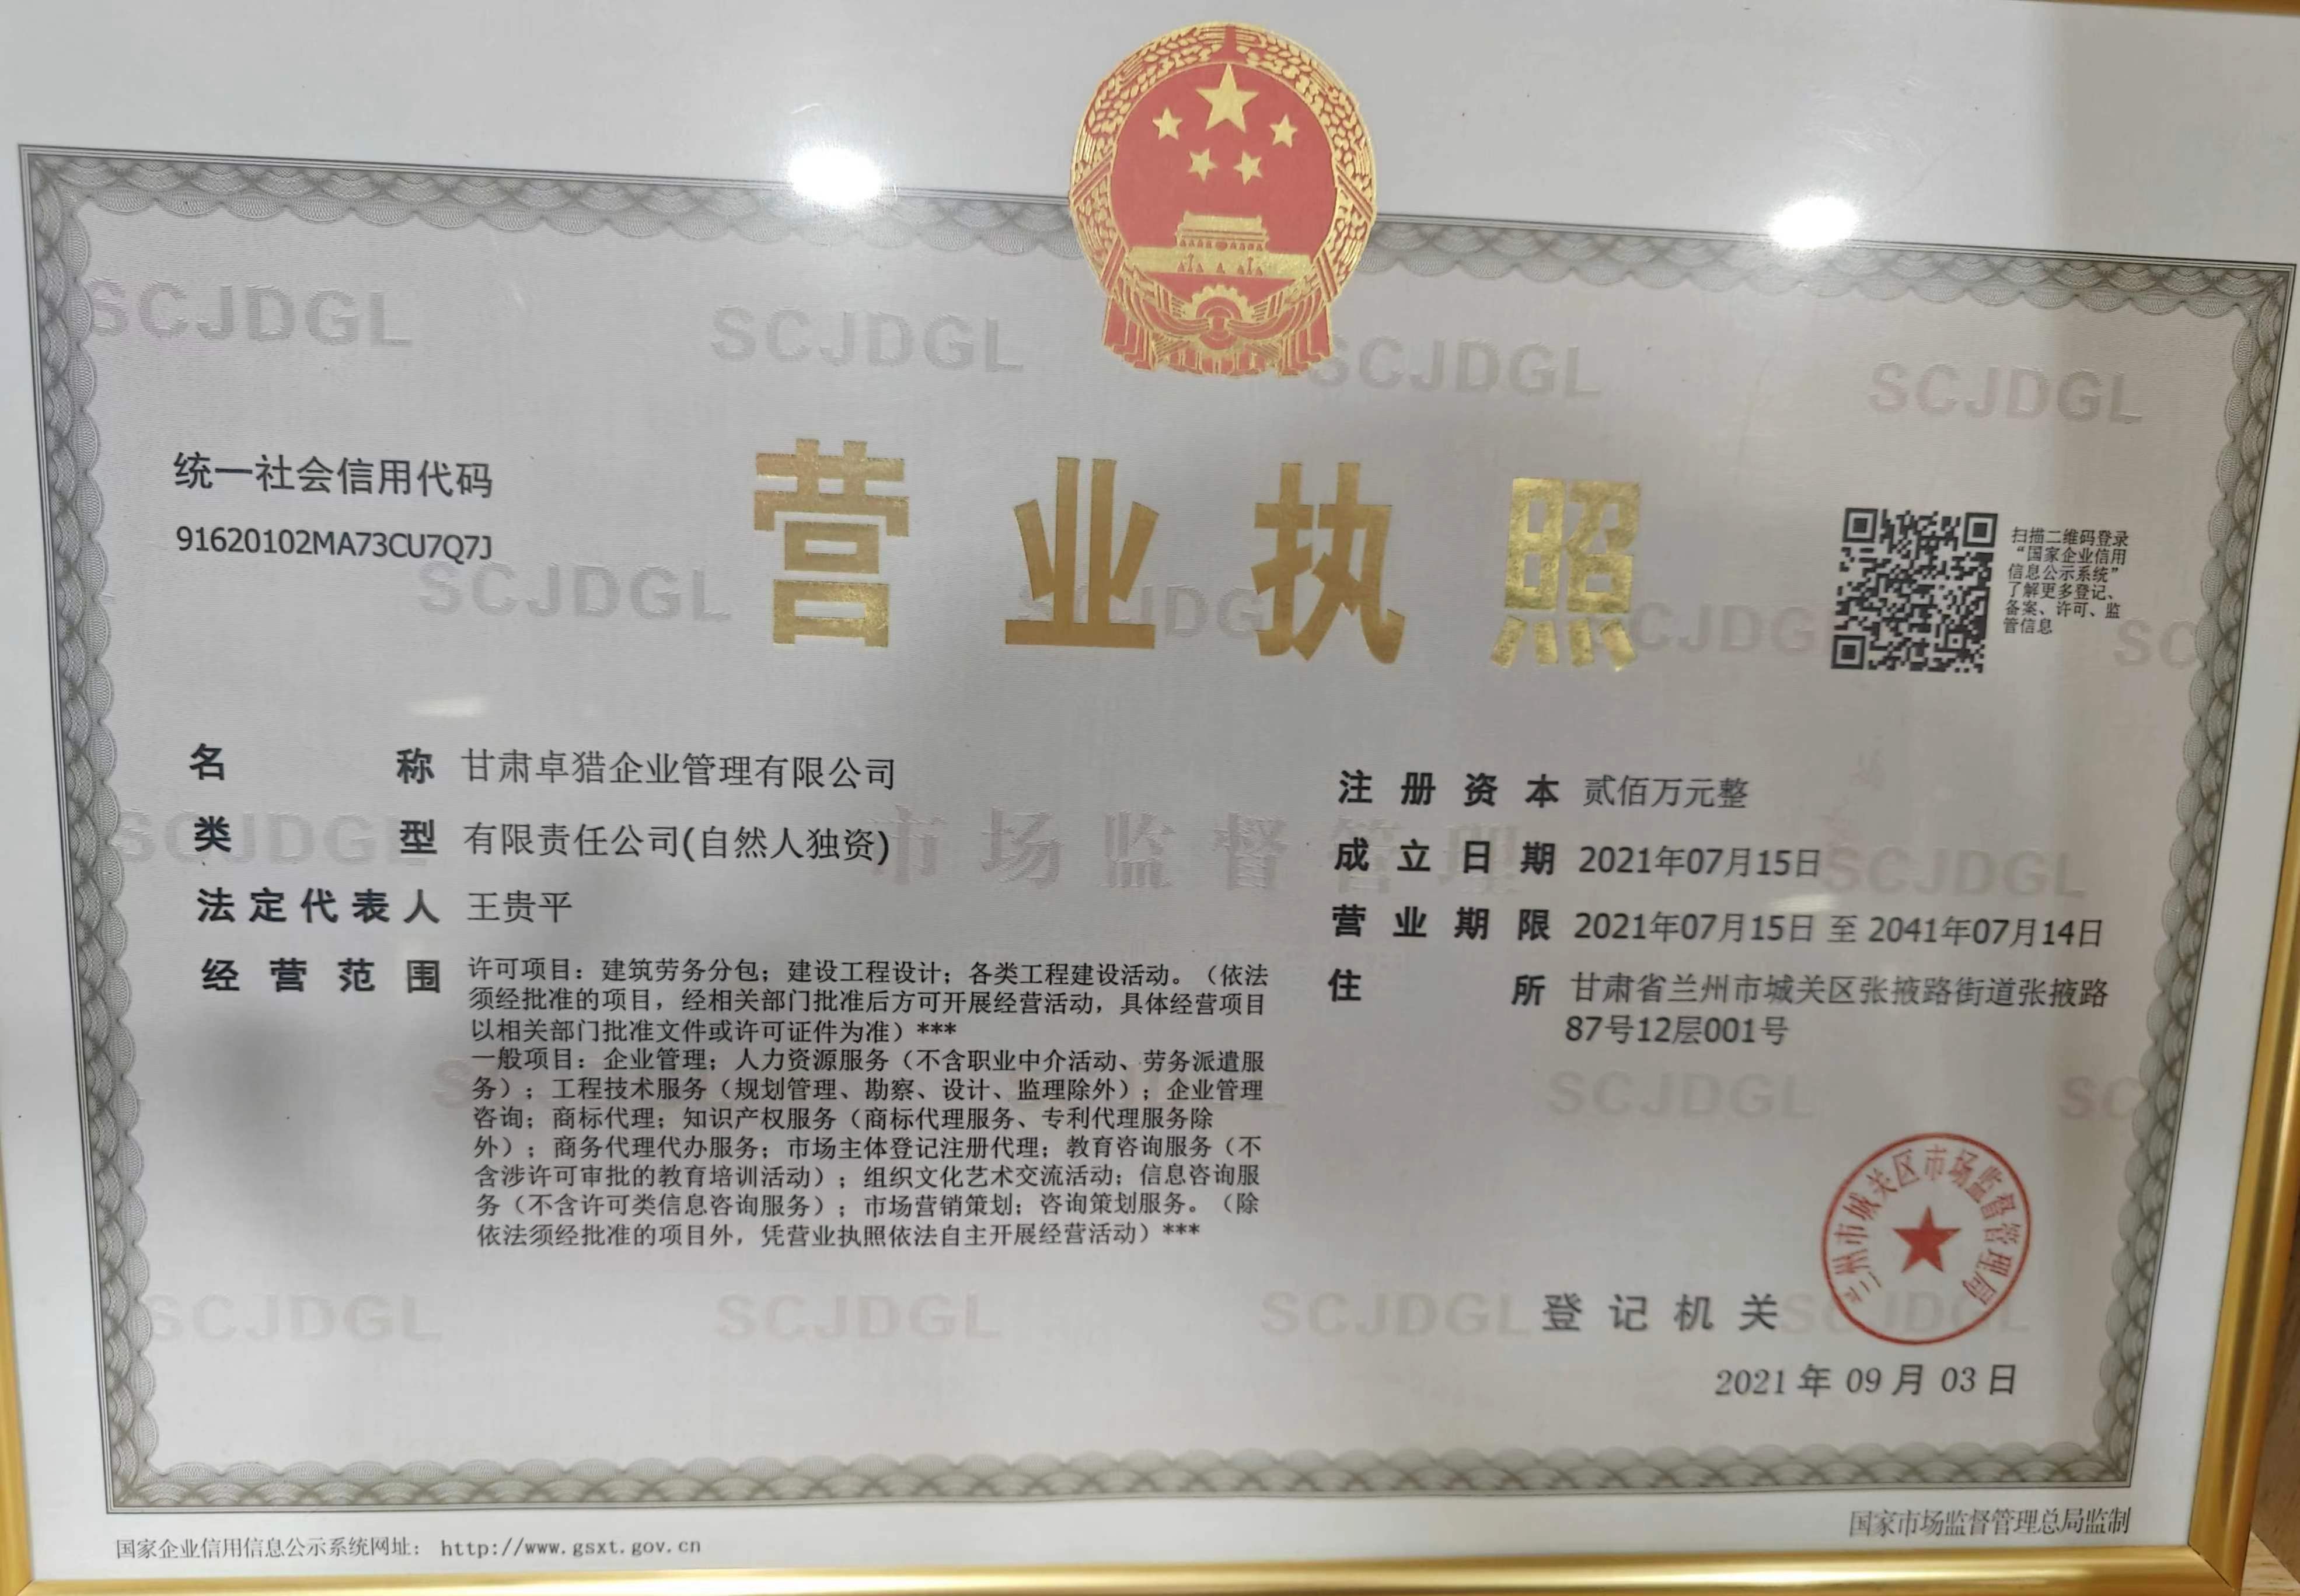 统一社会信用代码
91620102MA73CU7Q7J
营业执照
扫描二维码登录
“国家企业信用
信息公示系统”
了解更多登记、
备案、许可、监
管信息
名称 甘肃卓猎企业管理有限公司
类型 有限责任公司(自然人独资)
法定代表人 王贵平
经营范围 许可项目：建筑劳务分包；建设工程设计；各类工程建设活动。（依法
须经批准的项目，经相关部门批准后方可开展经营活动，具体经营项目
以相关部门批准文件或许可证件为准）***
一般项目：企业管理；人力资源服务（不含职业中介活动、劳务派遣服
务）；工程技术服务（规划管理、勘察、设计、监理除外）；企业管理
咨询；商标代理；知识产权服务（商标代理服务、专利代理服务除
外）；商务代理代办服务；市场主体登记注册代理；教育咨询服务（不
含涉许可审批的教育培训活动）；组织文化艺术交流活动；信息咨询服
务（不含许可类信息咨询服务）；市场营销策划；咨询策划服务。（除
依法须经批准的项目外，凭营业执照依法自主开展经营活动）***
注册资本 贰佰万元整
成立日期 2021年07月15日
营业期限 2021年07月15日 至 2041年07月14日
住所 甘肃省兰州市城关区张掖路街道张掖路
87号12层001号
兰州市城关区市场监督管理局
登记机关
2021年09月03日
国家企业信用信息公示系统网址： http://www.gsxt.gov.cn
国家市场监督管理总局监制
SCJDGL
市场监督管理